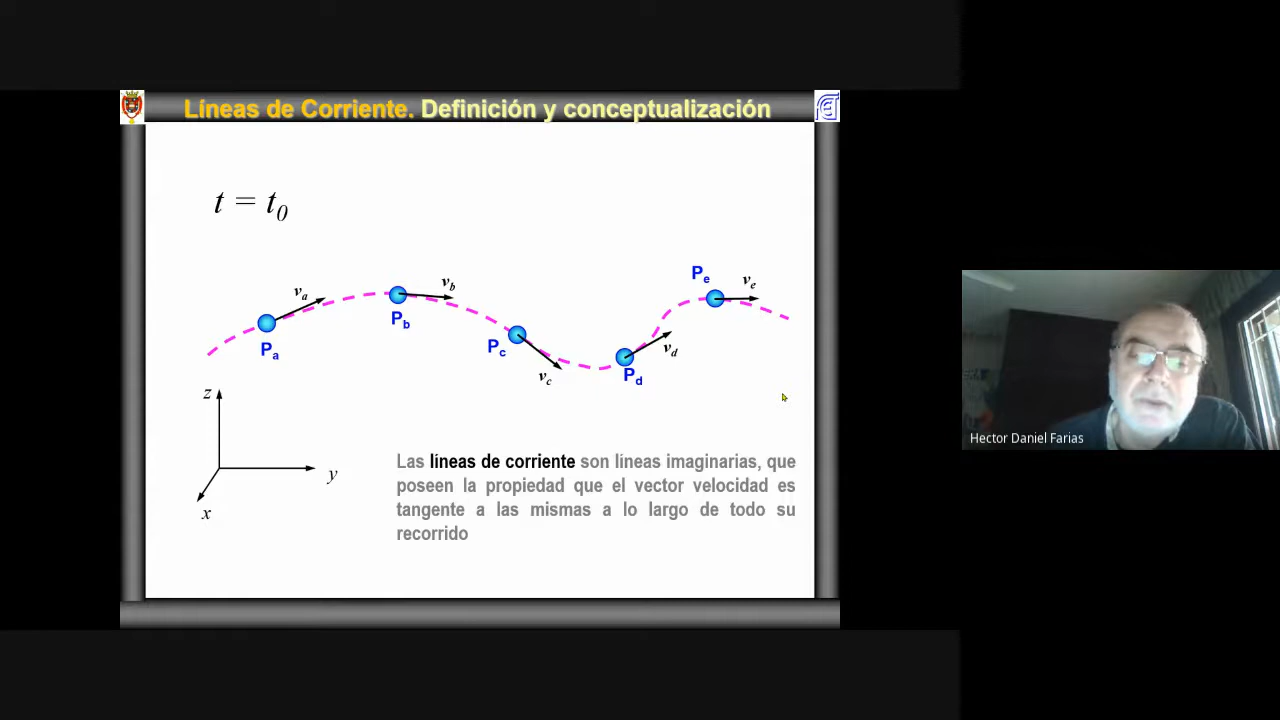 Líneas de Corriente. Definición y conceptualización
t = t0
va
vb
Pe
ve
Pa
Pb
Pc
vc
Pd
vd
z
y
x
Las líneas de corriente son líneas imaginarias, que
poseen la propiedad que el vector velocidad es
tangente a las mismas a lo largo de todo su
recorrido
Hector Daniel Farias